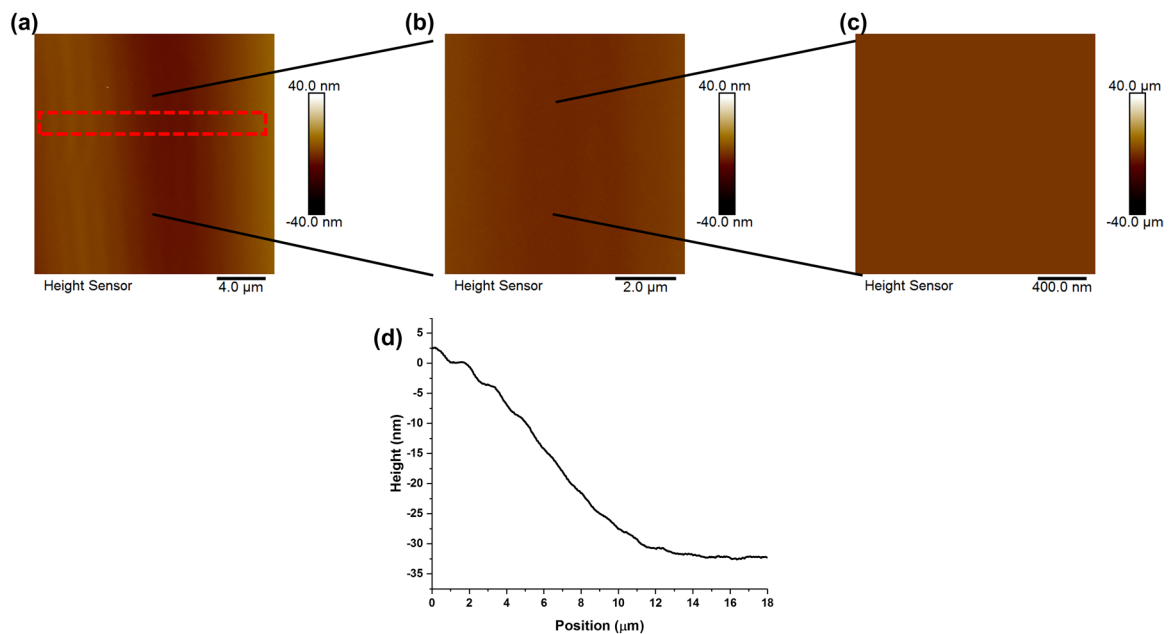 (a)
(b)
(c)
40.0 nm
-40.0 nm
Height Sensor
4.0 µm
40.0 nm
-40.0 nm
Height Sensor
2.0 µm
40.0 µm
-40.0 µm
Height Sensor
400.0 nm
(d)
5
0
-5
-10
-15
-20
-25
-30
-35
Height (nm)
0 2 4 6 8 10 12 14 16 18
Position (µm)